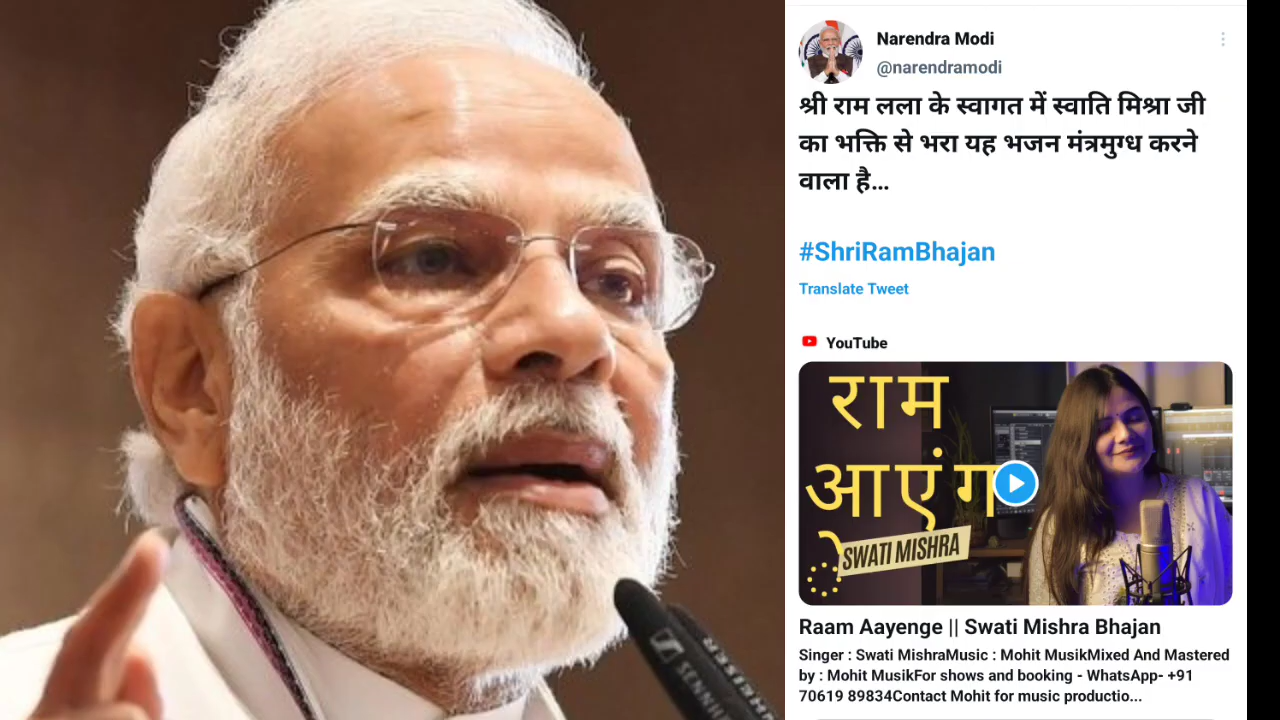 Narendra Modi
@narendramodi
श्री राम लला के स्वागत में स्वाति मिश्रा जी
का भक्ति से भरा यह भजन मंत्रमुग्ध करने
वाला है...
#ShriRamBhajan
Translate Tweet
YouTube
राम
आएंग
े
SWATI MISHRA
Raam Aayenge || Swati Mishra Bhajan
Singer : Swati MishraMusic : Mohit MusikMixed And Mastered
by : Mohit MusikFor shows and booking - WhatsApp- +91
70619 89834Contact Mohit for music productio...
SENNHEISER